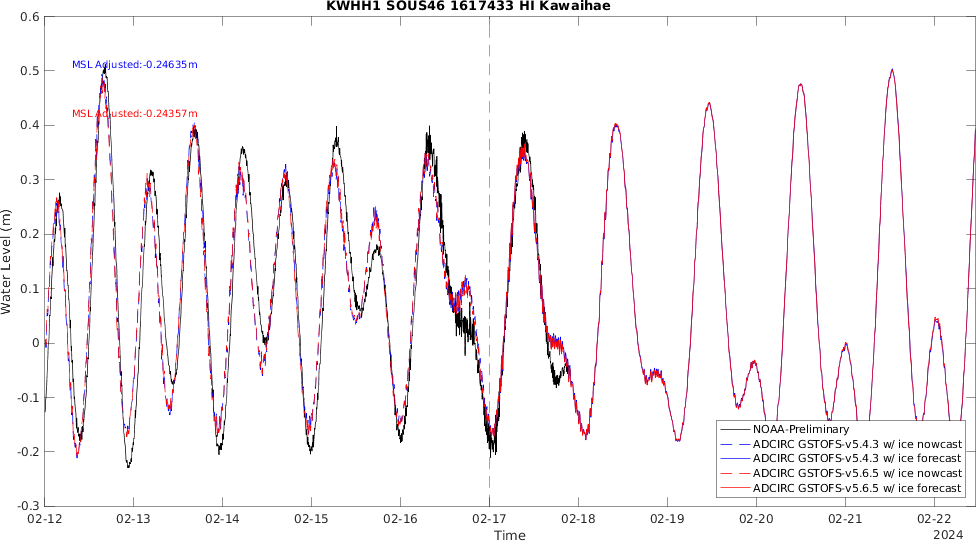 KWHH1 SOUS46 1617433 HI Kawaihae
0.6
0.5
0.4
0.3
0.2
0.1
0
-0.1
-0.2
-0.3
Water Level (m)
MSL Adjusted:-0.24635m
MSL Adjusted:-0.24357m
NOAA-Preliminary
ADCIRC GSTOFS-v5.4.3 w/ ice nowcast
ADCIRC GSTOFS-v5.4.3 w/ ice forecast
ADCIRC GSTOFS-v5.6.5 w/ ice nowcast
ADCIRC GSTOFS-v5.6.5 w/ ice forecast
02-12 02-13 02-14 02-15 02-16 02-17 02-18 02-19 02-20 02-21 02-22
Time
2024